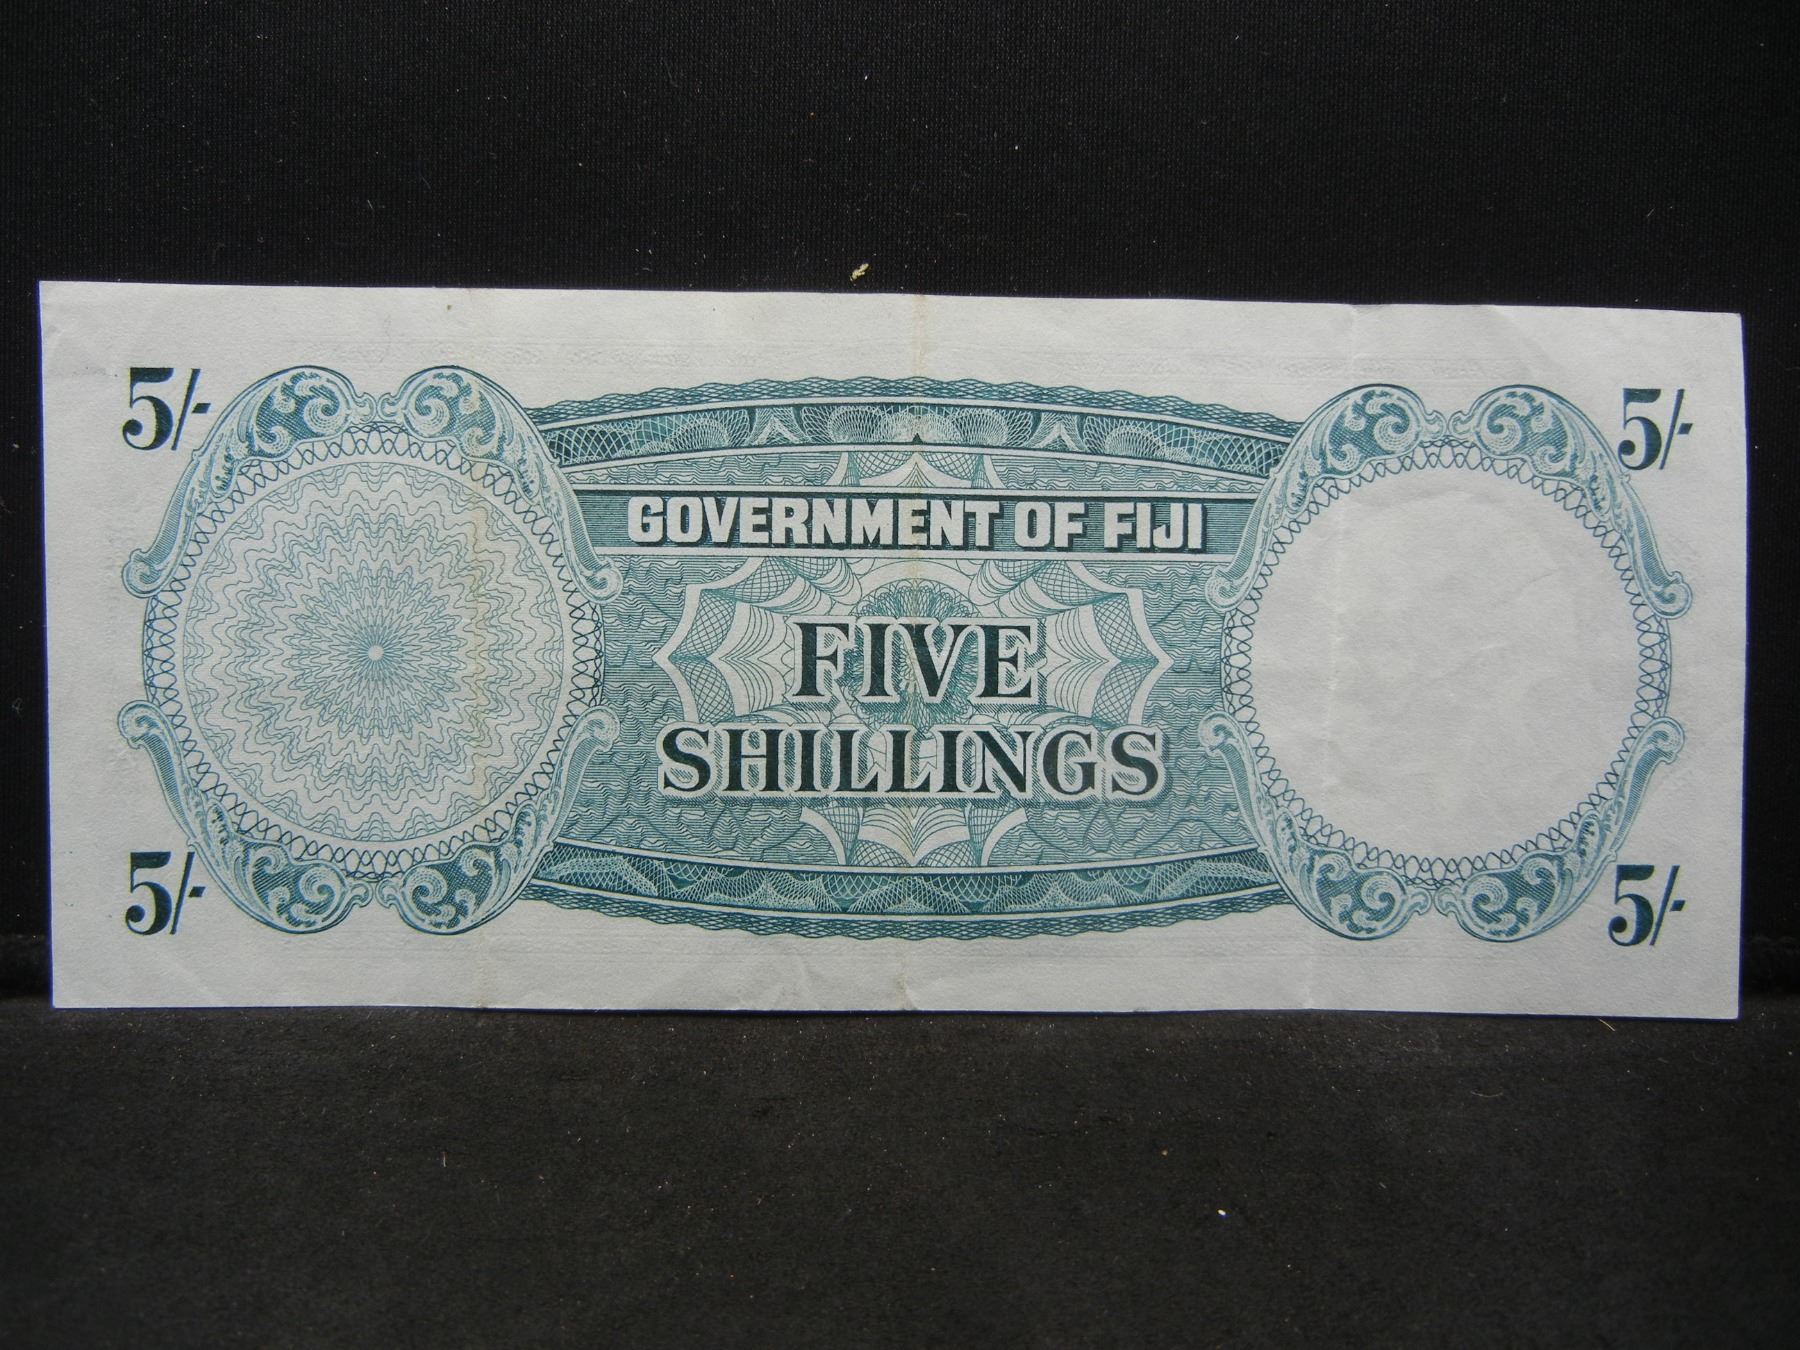 5/-
5/-
GOVERNMENT OF FIJI
FIVE
SHILLINGS
5/-
5/-